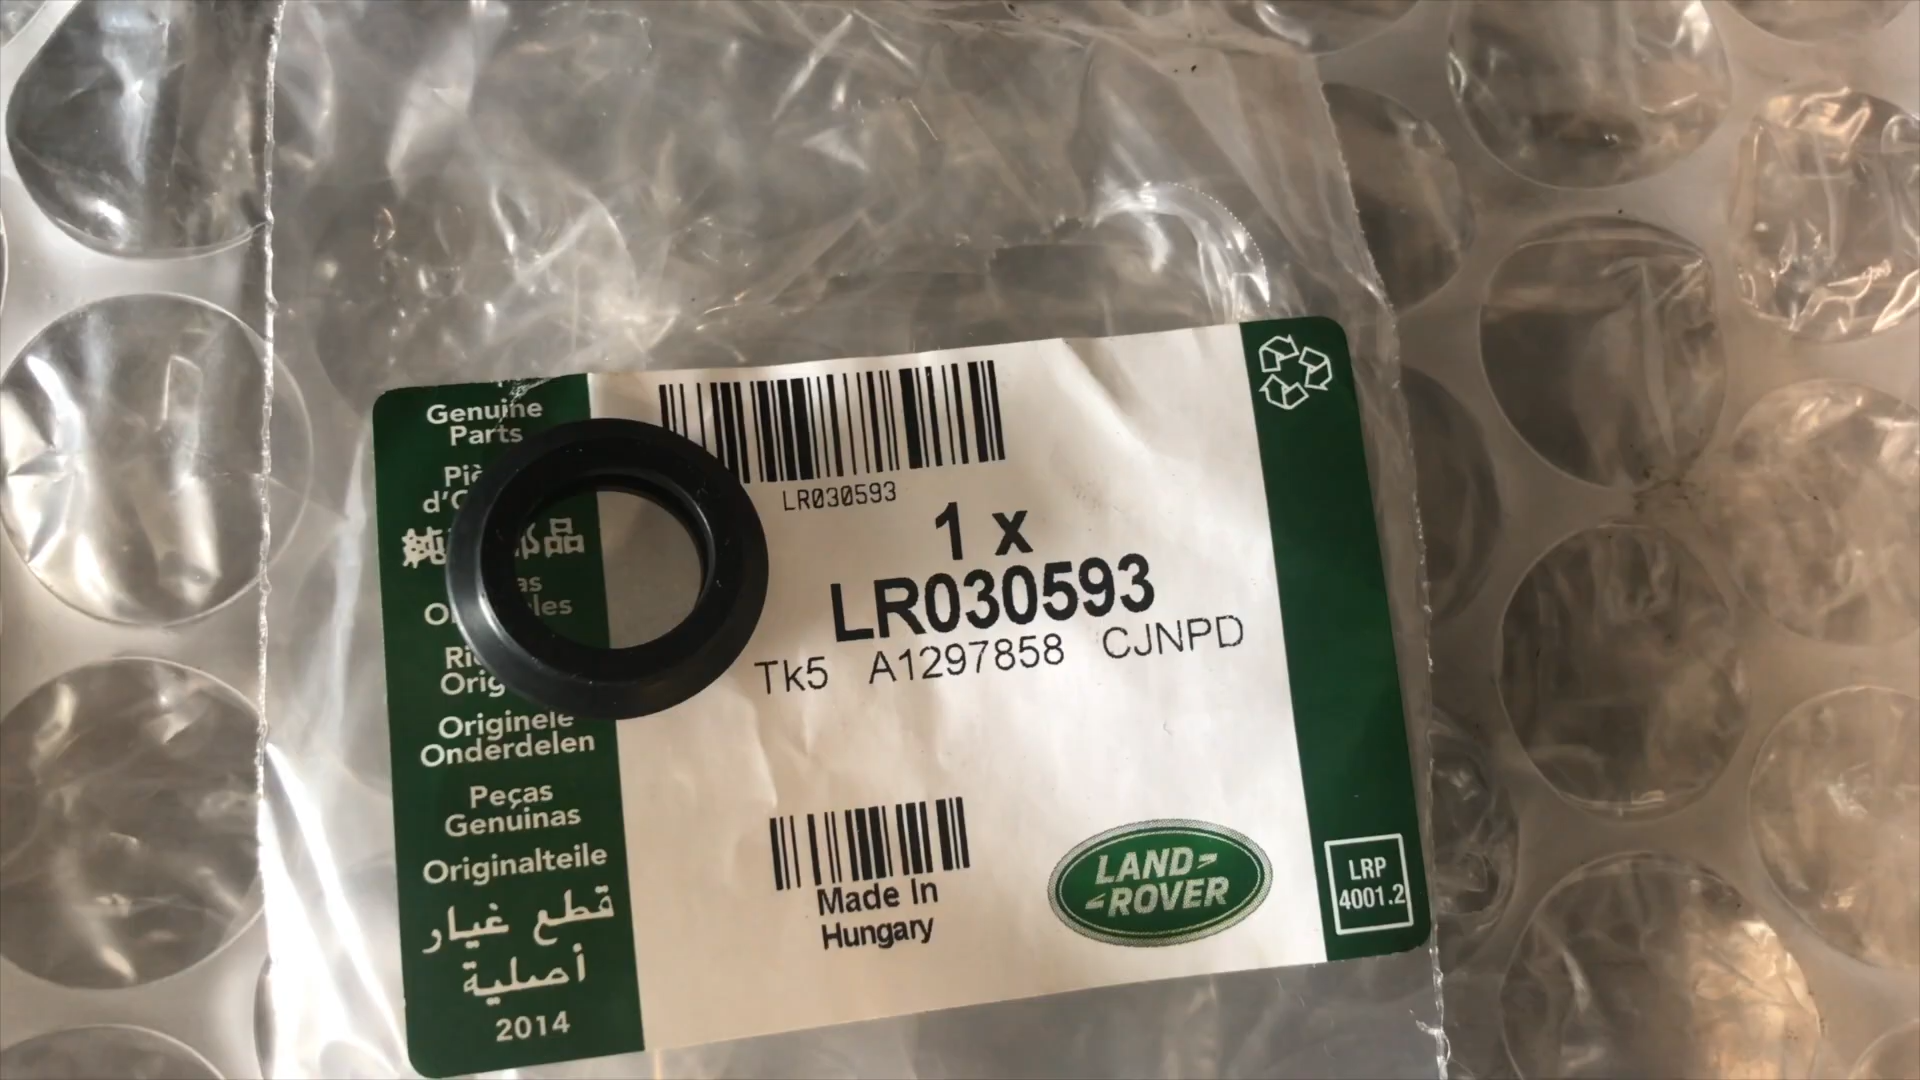 Genuine
Parts
Originele
Onderdelen
Peças
Genuinas
Originalteile
قطع غيار
أصلية
2014
LR030593
1 x
LR030593
Tk5 A1297858 CJNPD
Made In
Hungary
LAND-
-ROVER
LRP
4001.2